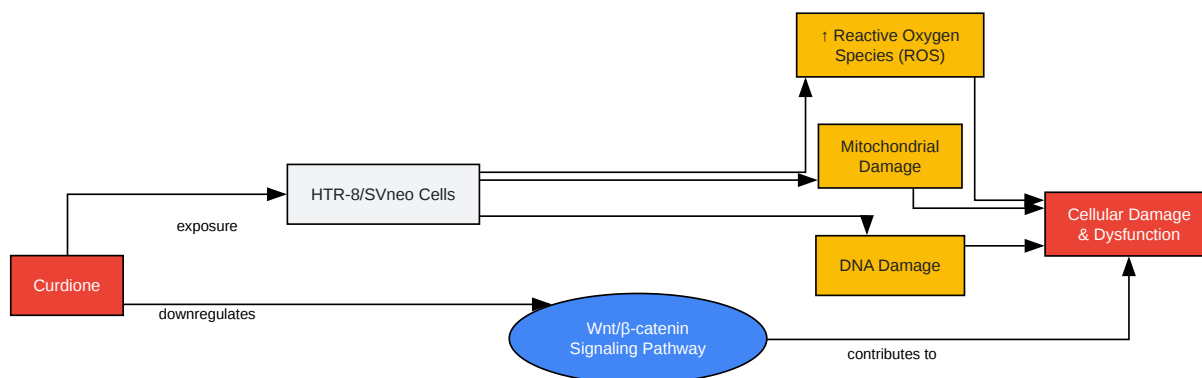 ↑ Reactive Oxygen
Species (ROS)
Mitochondrial
Damage
HTR-8/SVneo Cells
Cellular Damage
& Dysfunction
exposure
DNA Damage
Curdione
downregulates
Wnt/β-catenin
Signaling Pathway
contributes to